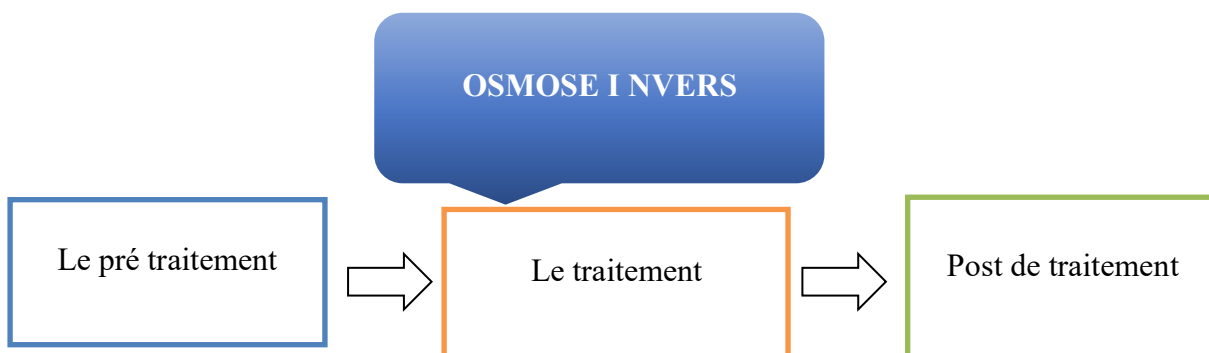 OSMOSE I NVERS
Le pré traitement
Le traitement
Post de traitement